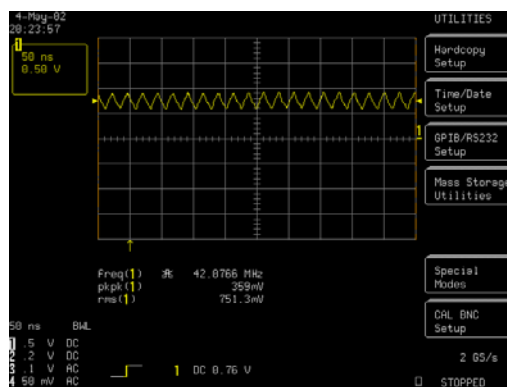 4-May-02
20:23:57
UTILITIES
1
50 ns
0.50 V
Hardcopy
Setup
Time/Date
Setup
1
GPIB/RS232
Setup
Mass Storage
Utilities
freq(1) 42.0766 MHz
pkpk(1) 359mV
rms(1) 751.3mV
Special
Modes
CAL BNC
Setup
50 ns BWL
1 .5 V DC
2 .2 V DC
3 .1 V AC
4 50 mV AC
1 DC 0.76 V
2 GS/s
STOPPED